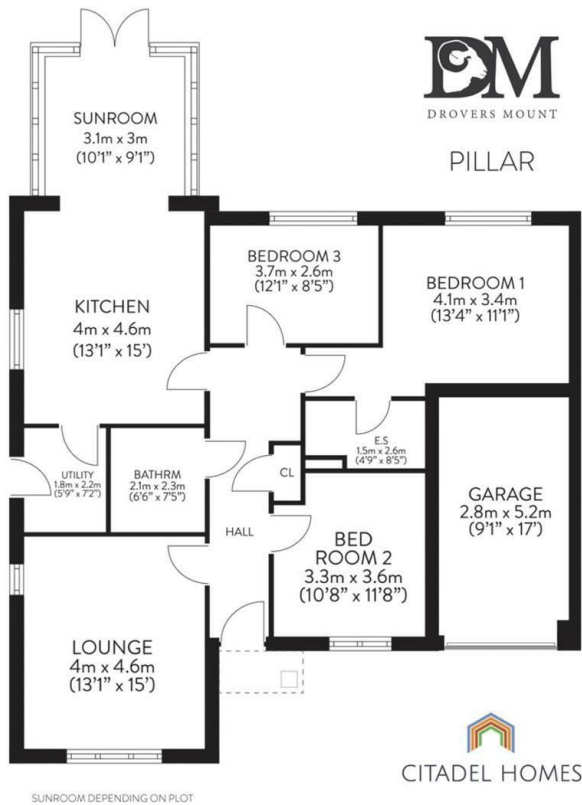 DM
DROVERS MOUNT
PILLAR
SUNROOM
3.1m x 3m
(10'1" x 9'1")
BEDROOM 3
3.7m x 2.6m
(12'1" x 8'5")
BEDROOM 1
4.1m x 3.4m
(13'4" x 11'1")
KITCHEN
4m x 4.6m
(13'1" x 15')
E.S
1.5m x 2.6m
(4'9" x 8'5")
UTILITY
1.8m x 2.2m
(5'9" x 7'2")
BATHRM
2.1m x 2.3m
(6'6" x 7'5")
CL
GARAGE
2.8m x 5.2m
(9'1" x 17')
HALL
BED
ROOM 2
3.3m x 3.6m
(10'8" x 11'8")
LOUNGE
4m x 4.6m
(13'1" x 15')
CITADEL HOMES
SUNROOM DEPENDING ON PLOT